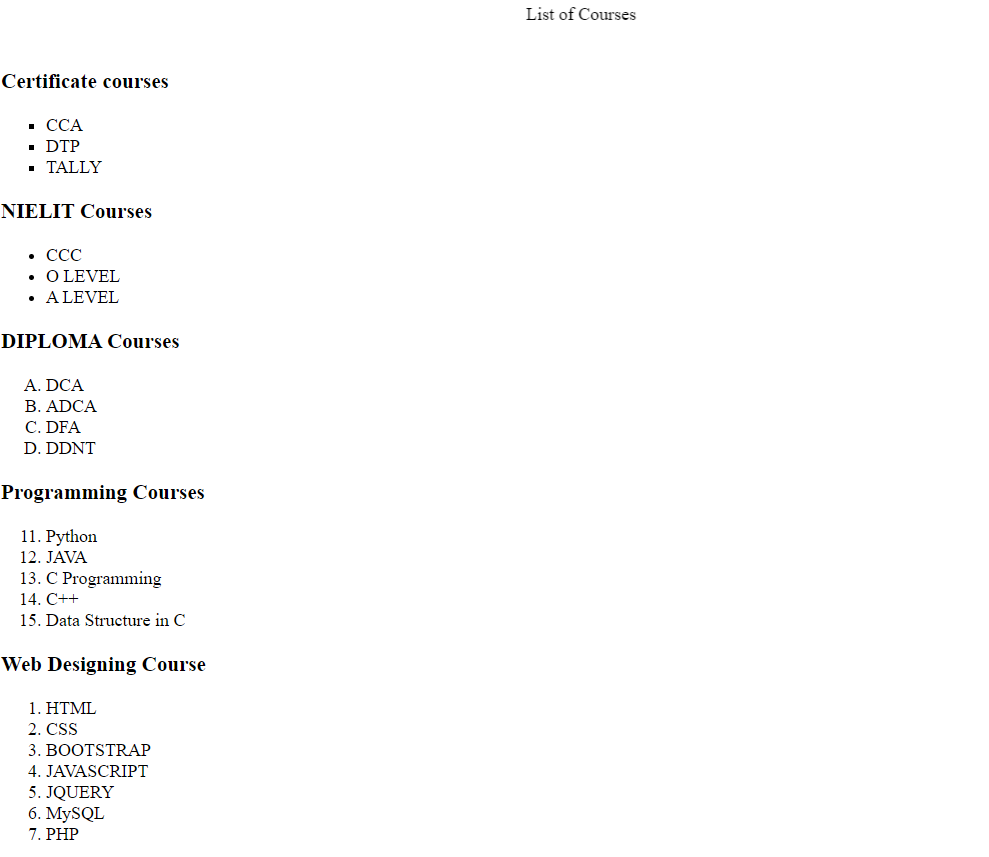 List of Courses
Certificate courses
▪ CCA
▪ DTP
▪ TALLY
NIELIT Courses
• CCC
• O LEVEL
• A LEVEL
DIPLOMA Courses
A. DCA
B. ADCA
C. DFA
D. DDNT
Programming Courses
11. Python
12. JAVA
13. C Programming
14. C++
15. Data Structure in C
Web Designing Course
1. HTML
2. CSS
3. BOOTSTRAP
4. JAVASCRIPT
5. JQUERY
6. MySQL
7. PHP